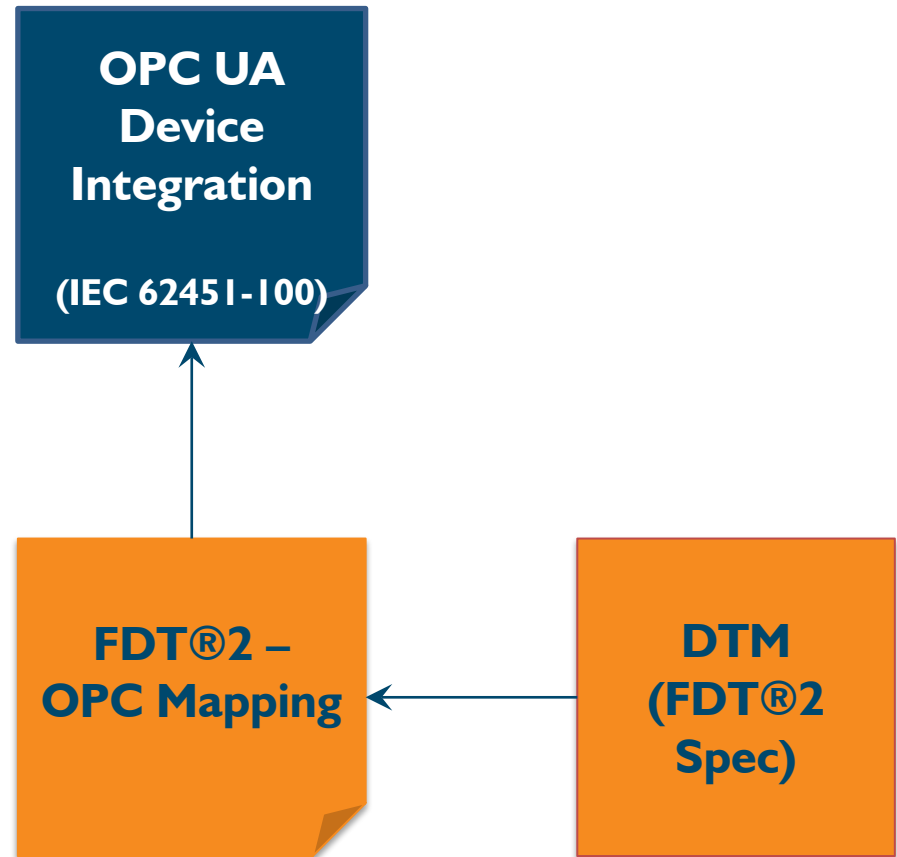 OPC UA
Device
Integration
(IEC 62451-100)
FDT®2 –
OPC Mapping
DTM
(FDT®2
Spec)